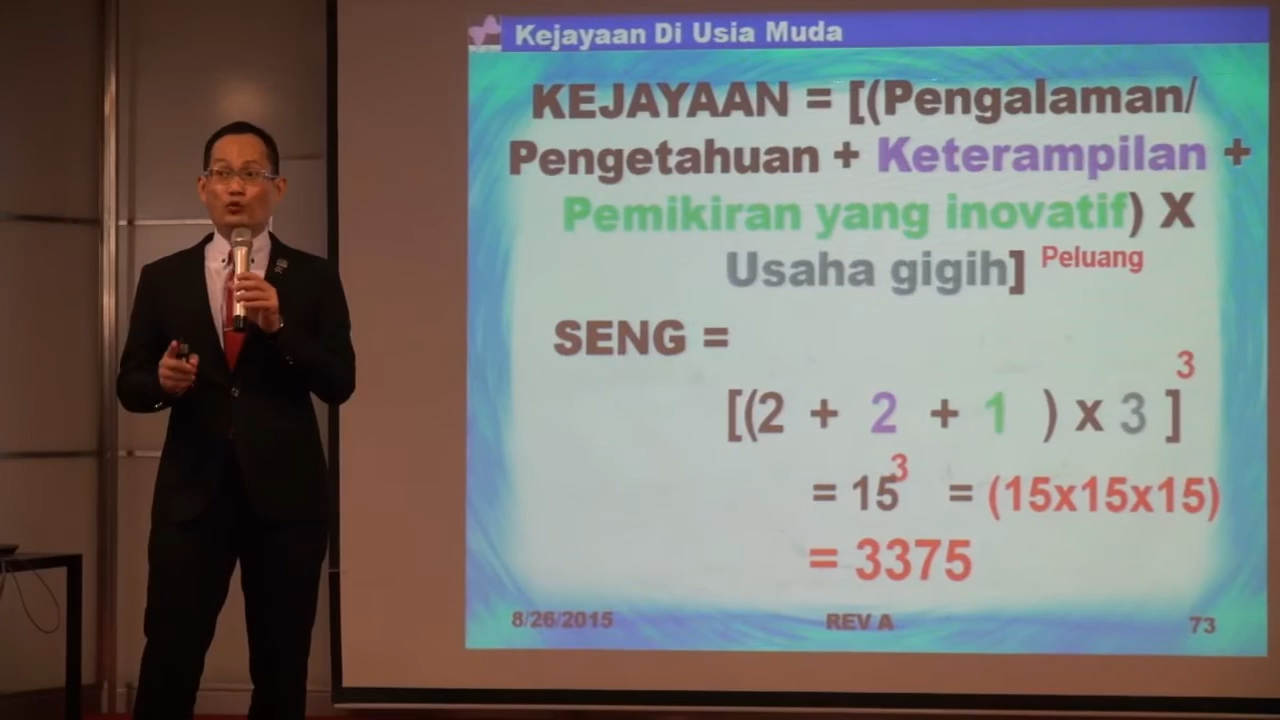 Kejayaan Di Usia Muda
KEJAYAAN = [(Pengalaman/
Pengetahuan + Keterampilan +
Pemikiran yang inovatif) X
Usaha gigih] Peluang
SENG =
[(2 + 2 + 1 ) x 3 ] 3
= 15 3 = (15x15x15)
= 3375
8/26/2015 REV A 73